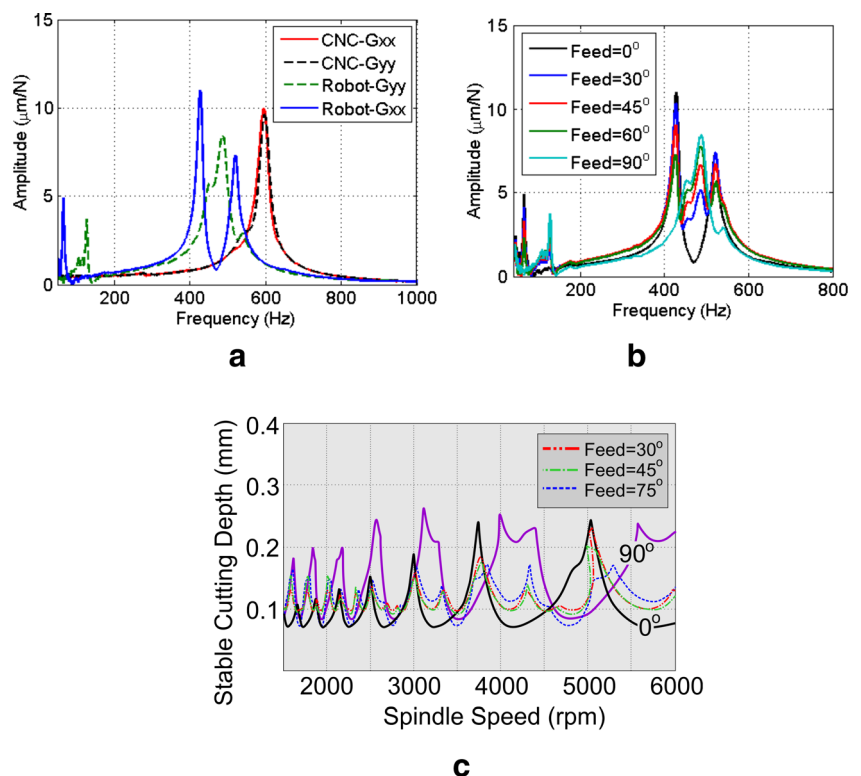 15
10
5
0
Amplitude (μm/N)
200 400 600 800 1000
Frequency (Hz)
CNC-Gxx
CNC-Gyy
Robot-Gyy
Robot-Gxx
a
15
10
5
0
Amplitude (μm/N)
200 400 600 800
Frequency (Hz)
Feed=0°
Feed=30°
Feed=45°
Feed=60°
Feed=90°
b
0.4
0.3
0.2
0.1
Stable Cutting Depth (mm)
2000 3000 4000 5000 6000
Spindle Speed (rpm)
Feed=30°
Feed=45°
Feed=75°
90°
0°
c